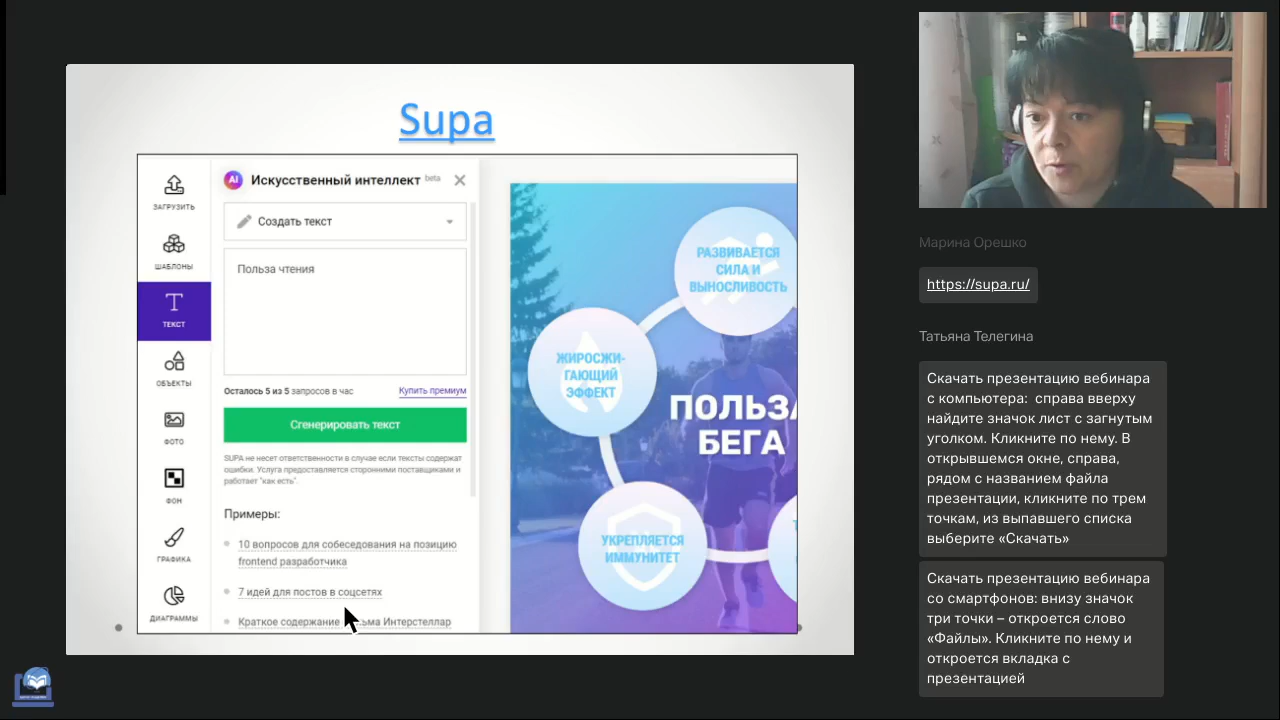 Supa
ЗАГРУЗИТЬ
ШАБЛОНЫ
ТЕКСТ
ОБЪЕКТЫ
ФОТО
ФОН
ГРАФИКА
ДИАГРАММЫ
AI Искусственный интеллект beta
Создать текст
Польза чтения
Осталось 5 из 5 запросов в час Купить премиум
Сгенерировать текст
SUPA не несет ответственности в случае если тексты содержат
ошибки. Услуга предоставляется сторонними поставщиками и
работает "как есть".
Примеры:
10 вопросов для собеседования на позицию
frontend разработчика
7 идей для постов в соцсетях
Краткое содержание Интерстеллар
РАЗВИВАЕТСЯ
СИЛА И
ВЫНОСЛИВОСТЬ
ЖИРОСЖИ-
ГАЮЩИЙ
ЭФФЕКТ
ПОЛЬЗА
БЕГА
УКРЕПЛЯЕТСЯ
ИММУНИТЕТ
Марина Орешко
https://supa.ru/
Татьяна Телегина
Скачать презентацию вебинара
с компьютера: справа вверху
найдите значок лист с загнутым
уголком. Кликните по нему. В
открывшемся окне, справа,
рядом с названием файла
презентации, кликните по трем
точкам, из выпавшего списка
выберите «Скачать»
Скачать презентацию вебинара
со смартфонов: внизу значок
три точки – откроется слово
«Файлы». Кликните по нему и
откроется вкладка с
презентацией